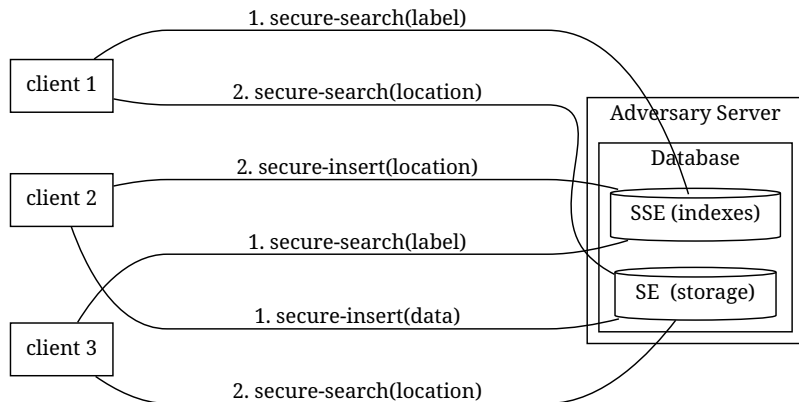 1. secure-search(label)
client 1
2. secure-search(location)
Adversary Server
Database
2. secure-insert(location)
client 2
SSE (indexes)
1. secure-search(label)
SE (storage)
1. secure-insert(data)
client 3
2. secure-search(location)